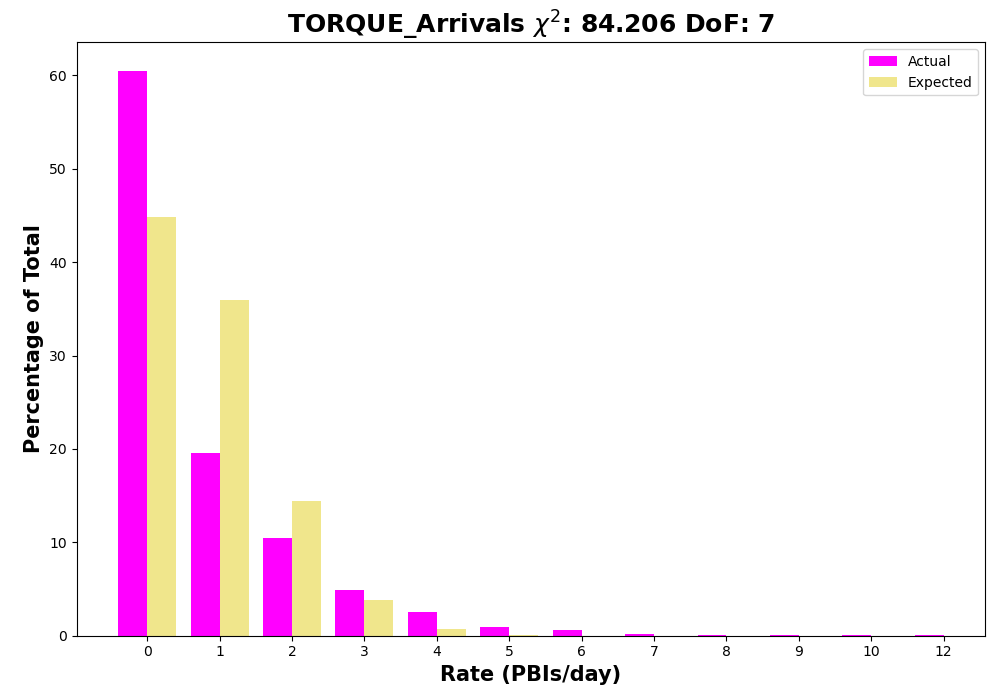 TORQUE_Arrivals χ²: 84.206 DoF: 7
Actual
Expected
Percentage of Total
60
50
40
30
20
10
0
0 1 2 3 4 5 6 7 8 9 10 12
Rate (PBIs/day)